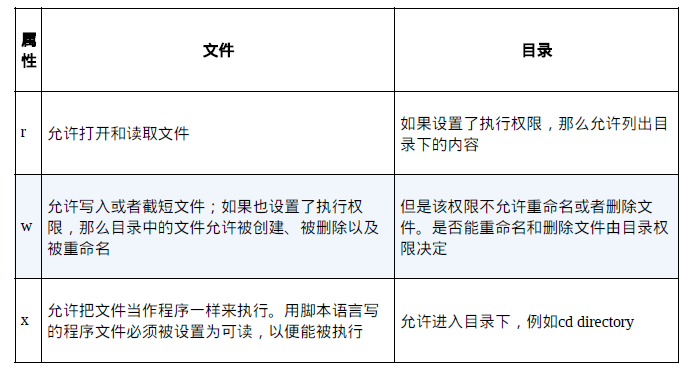 属
性
文件
目录
r
允许打开和读取文件
如果设置了执行权限，那么允许列出目
录下的内容
w
允许写入或者截短文件；如果也设置了执行权
限，那么目录中的文件允许被创建、被删除以及
被重命名
但是该权限不允许重命名或者删除文
件。是否能重命名和删除文件由目录权
限决定
x
允许把文件当作程序一样来执行。用脚本语言写
的程序文件必须被设置为可读，以便能被执行
允许进入目录下，例如cd directory